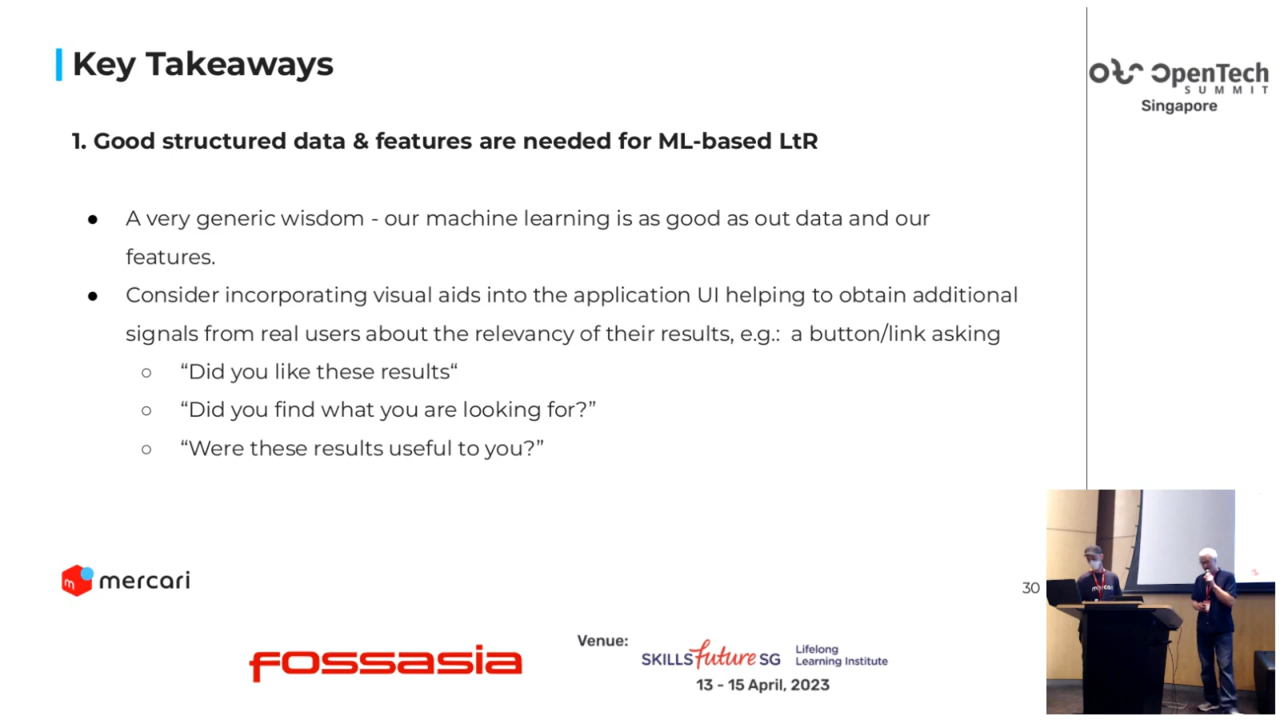 Key Takeaways
OpenTech
SUMMIT
Singapore
1. Good structured data & features are needed for ML-based LtR
● A very generic wisdom - our machine learning is as good as out data and our
features.
● Consider incorporating visual aids into the application UI helping to obtain additional
signals from real users about the relevancy of their results, e.g.: a button/link asking
○ “Did you like these results“
○ “Did you find what you are looking for?”
○ “Were these results useful to you?”
m mercari
30
mercari
Venue:
fossasia
SKILLSfuture SG
Lifelong
Learning Institute
13 - 15 April, 2023